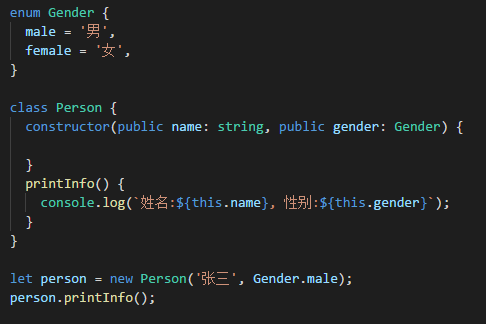 enum Gender {
  male = '男',
  female = '女',
}
class Person {
  constructor(public name: string, public gender: Gender) {
  }
  printInfo() {
    console.log(`姓名:${this.name}, 性别:${this.gender}`);
  }
}
let person = new Person('张三', Gender.male);
person.printInfo();